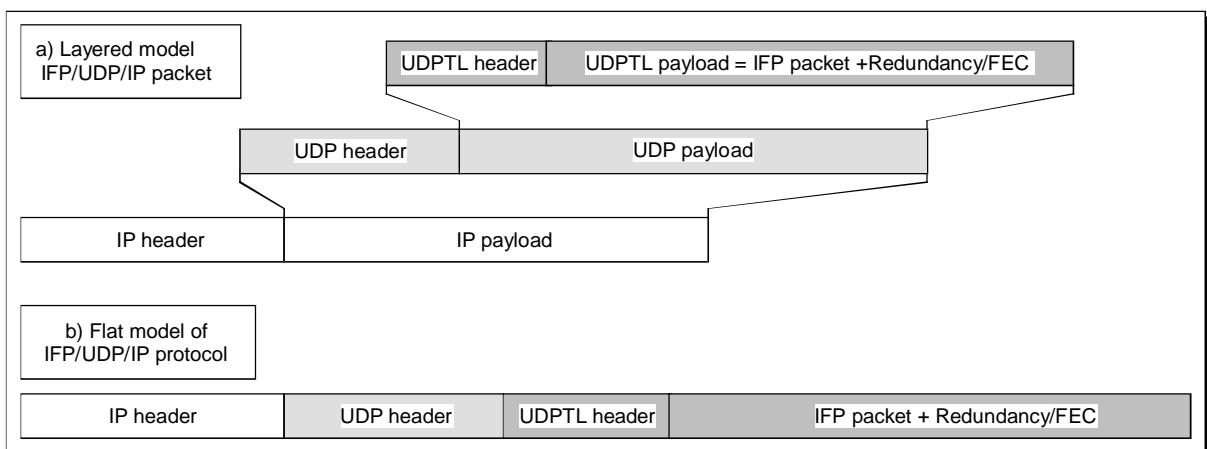 a) Layered model
IFP/UDP/IP packet
UDPTL header
UDPTL payload = IFP packet +Redundancy/FEC
UDP header
UDP payload
IP header
IP payload
b) Flat model of
IFP/UDP/IP protocol
IP header
UDP header
UDPTL header
IFP packet + Redundancy/FEC